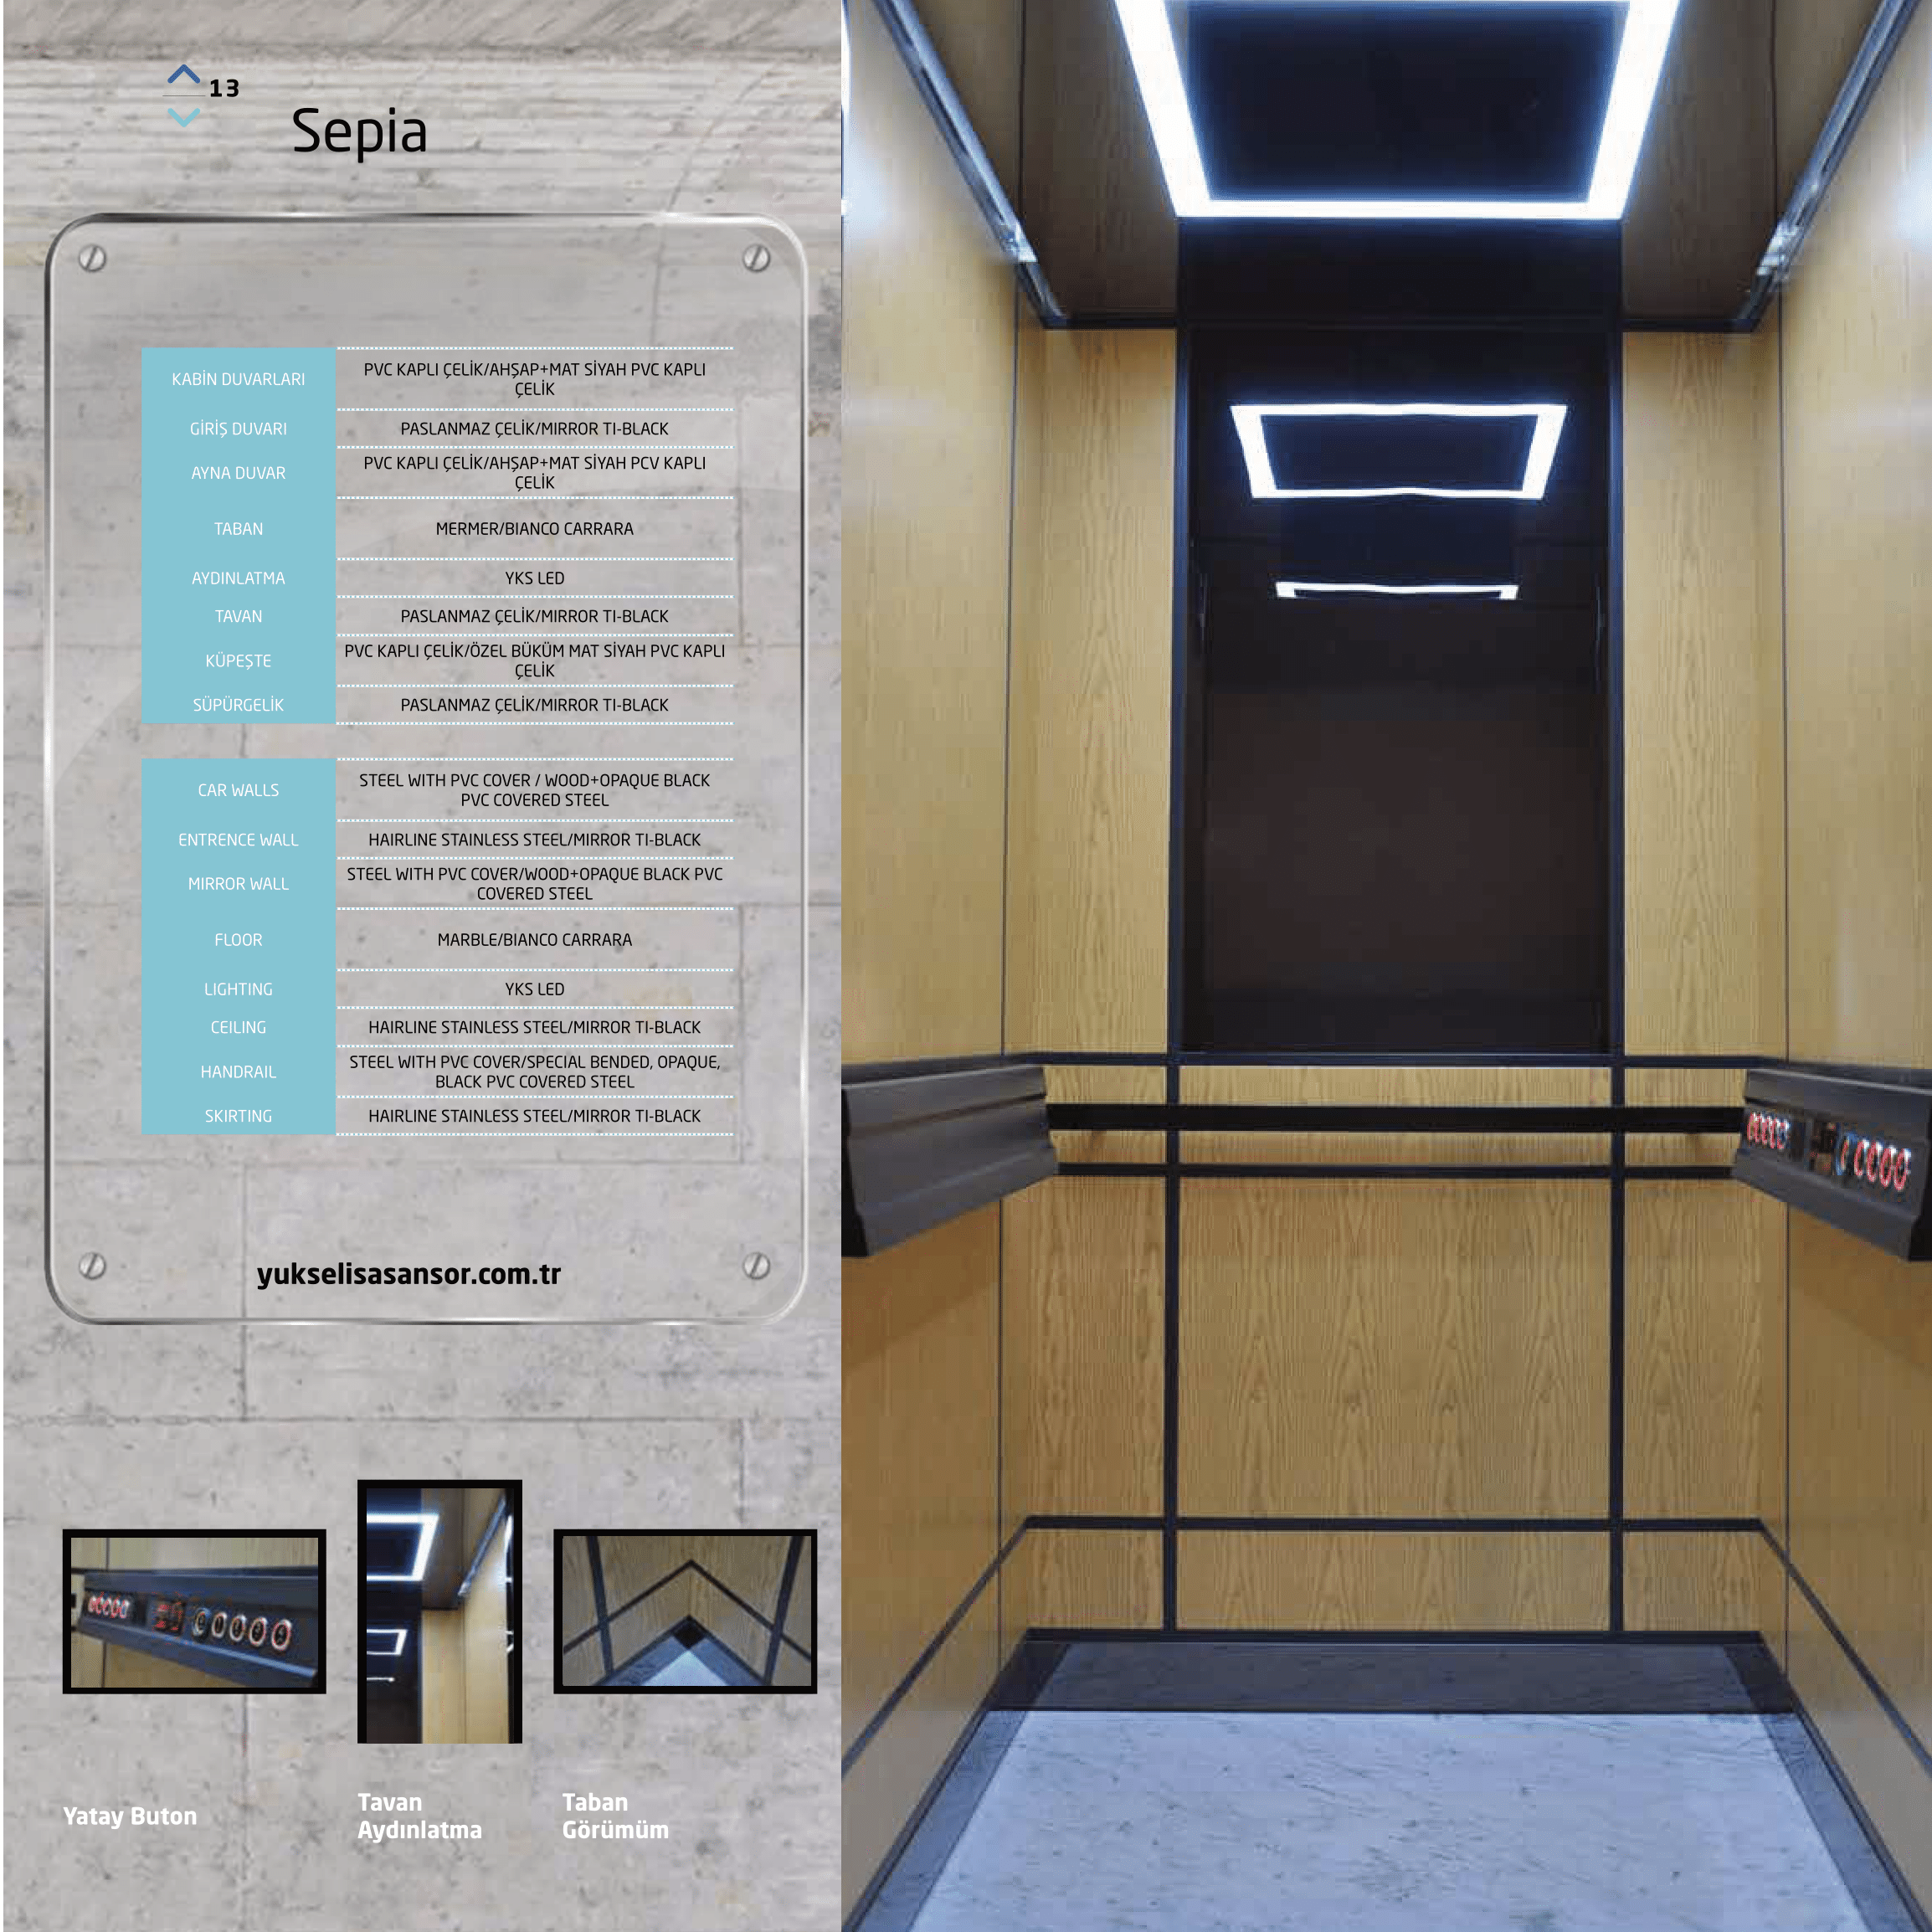 13
Sepia
KABİN DUVARLARI
PVC KAPLI ÇELİK/AHŞAP+MAT SİYAH PVC KAPLI
ÇELİK
GİRİŞ DUVARI
PASLANMAZ ÇELİK/MIRROR TI-BLACK
AYNA DUVAR
PVC KAPLI ÇELİK/AHŞAP+MAT SİYAH PCV KAPLI
ÇELİK
TABAN
MERMER/BIANCO CARRARA
AYDINLATMA
YKS LED
TAVAN
PASLANMAZ ÇELİK/MIRROR TI-BLACK
KÜPEŞTE
PVC KAPLI ÇELİK/ÖZEL BÜKÜM MAT SİYAH PVC KAPLI
ÇELİK
SÜPÜRGELİK
PASLANMAZ ÇELİK/MIRROR TI-BLACK
CAR WALLS
STEEL WITH PVC COVER / WOOD+OPAQUE BLACK
PVC COVERED STEEL
ENTRENCE WALL
HAIRLINE STAINLESS STEEL/MIRROR TI-BLACK
MIRROR WALL
STEEL WITH PVC COVER/WOOD+OPAQUE BLACK PVC
COVERED STEEL
FLOOR
MARBLE/BIANCO CARRARA
LIGHTING
YKS LED
CEILING
HAIRLINE STAINLESS STEEL/MIRROR TI-BLACK
HANDRAIL
STEEL WITH PVC COVER/SPECIAL BENDED, OPAQUE,
BLACK PVC COVERED STEEL
SKIRTING
HAIRLINE STAINLESS STEEL/MIRROR TI-BLACK
yukselisasansor.com.tr
Yatay Buton
Tavan
Aydınlatma
Taban
Görümüm